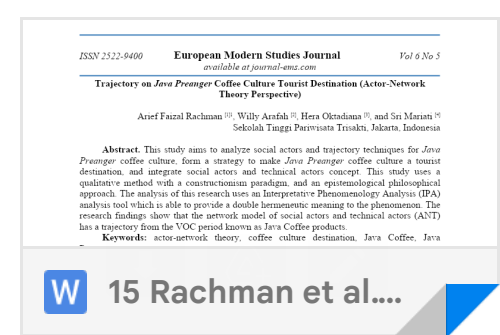 ISSN 2522-9400 European Modern Studies Journal Vol 6 No 5
available at journal-ems.com
Trajectory on Java Preanger Coffee Culture Tourist Destination (Actor-Network
Theory Perspective)
Arief Faizal Rachman [1], Willy Arafah [2], Hera Oktadiana [3], and Sri Mariati [4]
Sekolah Tinggi Pariwisata Trisakti, Jakarta, Indonesia
Abstract. This study aims to analyze social actors and trajectory techniques for Java
Preanger coffee culture, form a strategy to make Java Preanger coffee culture a tourist
destination, and integrate social actors and technical actors concept. This study uses a
qualitative method with a constructionism paradigm, and an epistemological philosophical
approach. The analysis of this research uses an Interpretative Phenomenology Analysis (IPA)
analysis tool which is able to provide a double hermeneutic meaning to the phenomenon. The
research findings show that the network model of social actors and technical actors (ANT)
has a trajectory from the VOC period known as Java Coffee products.
Keywords: actor-network theory, coffee culture destination, Java Coffee, Java
W 15 Rachman et al....